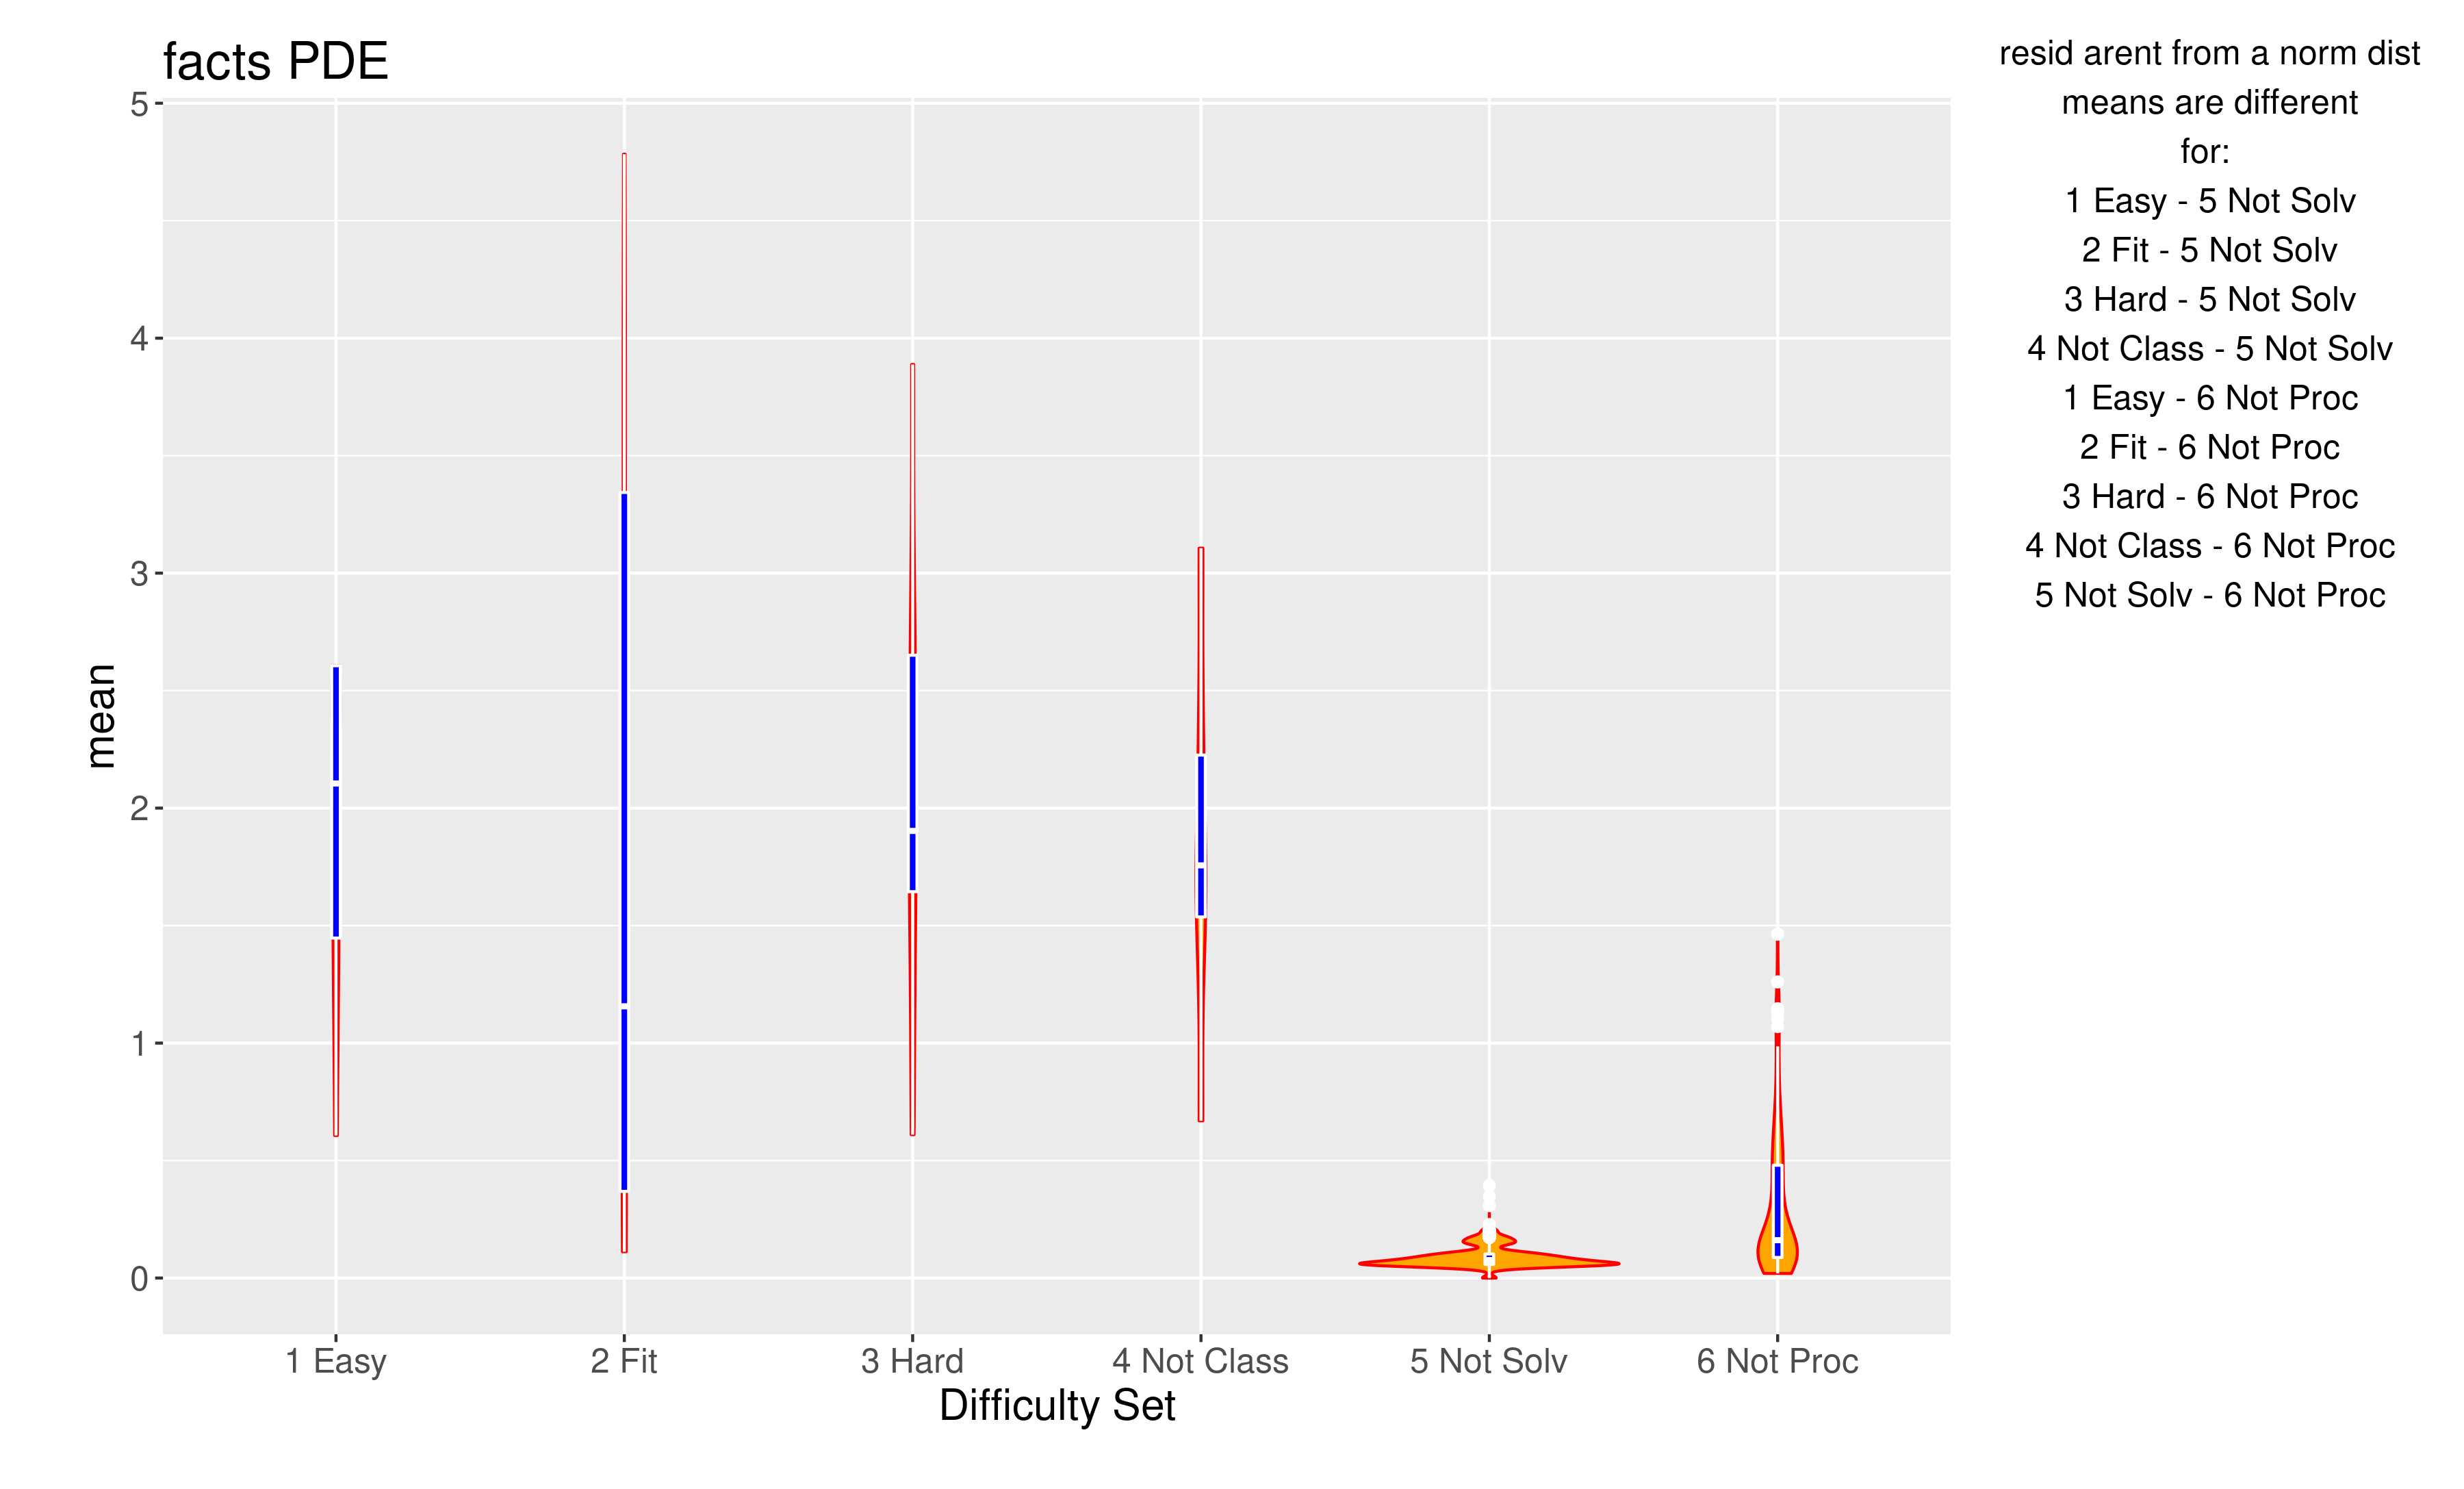 facts PDE
resid arent from a norm dist
means are different
for:
1 Easy - 5 Not Solv
2 Fit - 5 Not Solv
3 Hard - 5 Not Solv
4 Not Class - 5 Not Solv
1 Easy - 6 Not Proc
2 Fit - 6 Not Proc
3 Hard - 6 Not Proc
4 Not Class - 6 Not Proc
5 Not Solv - 6 Not Proc
mean
5
4
3
2
1
0
1 Easy
2 Fit
3 Hard
4 Not Class
5 Not Solv
6 Not Proc
Difficulty Set